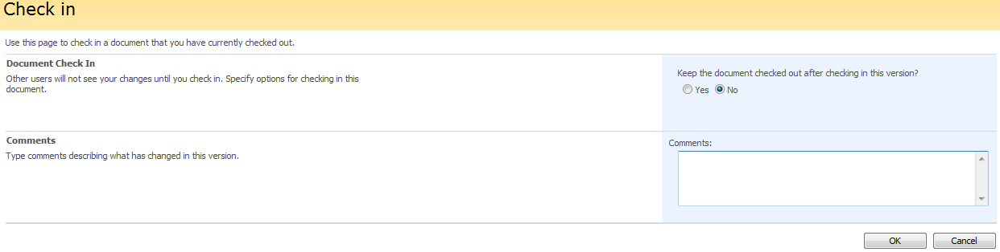 Check in
Use this page to check in a document that you have currently checked out.
Document Check In
Other users will not see your changes until you check in. Specify options for checking in this
document.
Keep the document checked out after checking in this version?
Yes No
Comments
Type comments describing what has changed in this version.
Comments:
OK Cancel